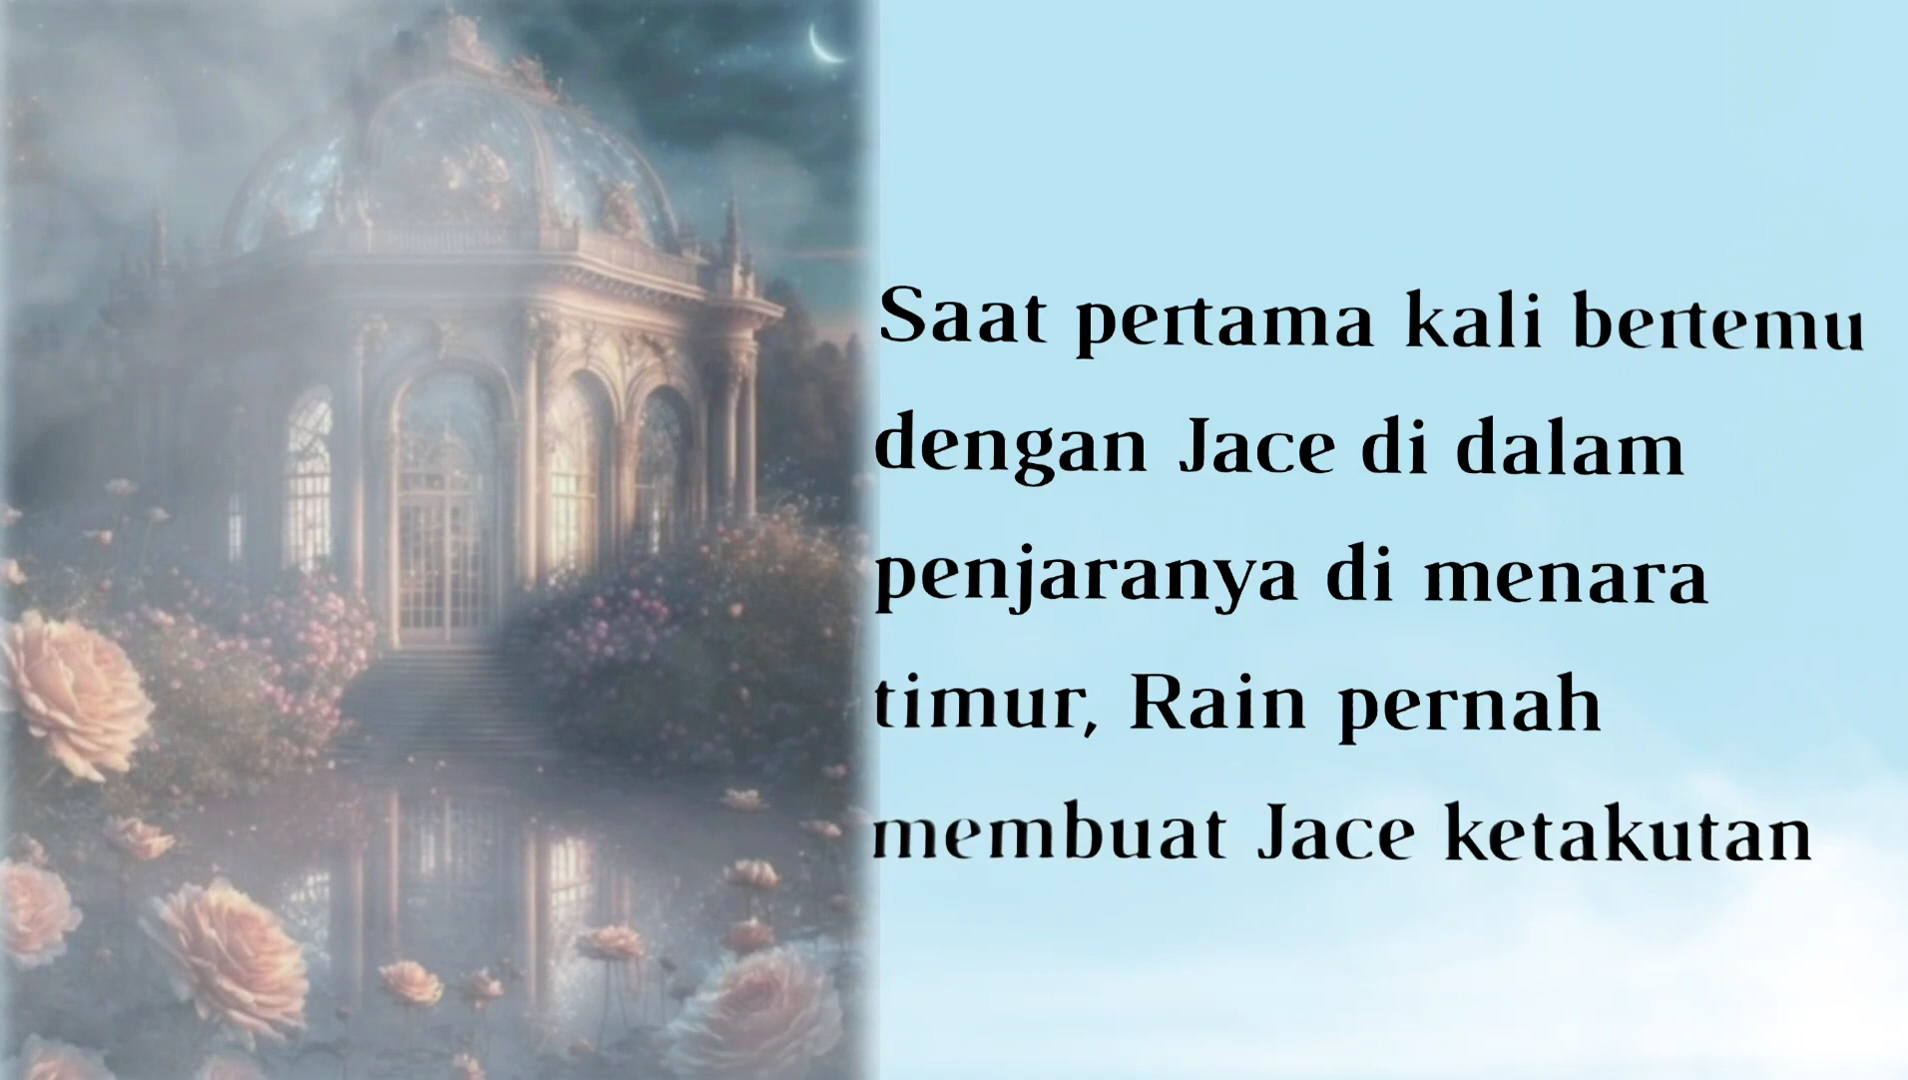 Saat pertama kali bertemu
dengan Jace di dalam
penjaranya di menara
timur, Rain pernah
membuat Jace ketakutan